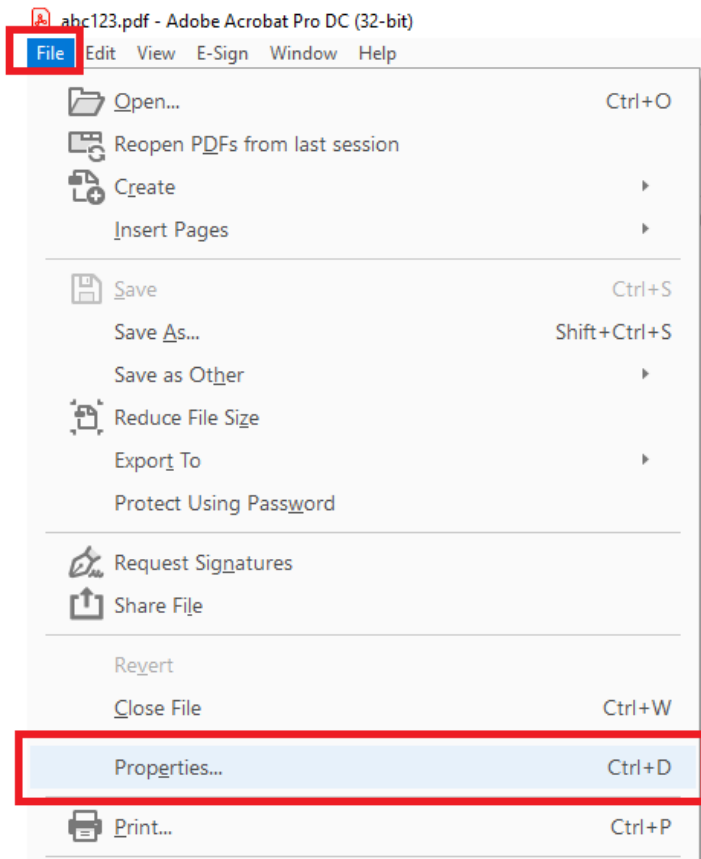 abc123.pdf - Adobe Acrobat Pro DC (32-bit)
File Edit View E-Sign Window Help
Open... Ctrl+O
Reopen PDFs from last session
Create
Insert Pages
Save Ctrl+S
Save As... Shift+Ctrl+S
Save as Other
Reduce File Size
Export To
Protect Using Password
Request Signatures
Share File
Revert
Close File Ctrl+W
Properties... Ctrl+D
Print... Ctrl+P